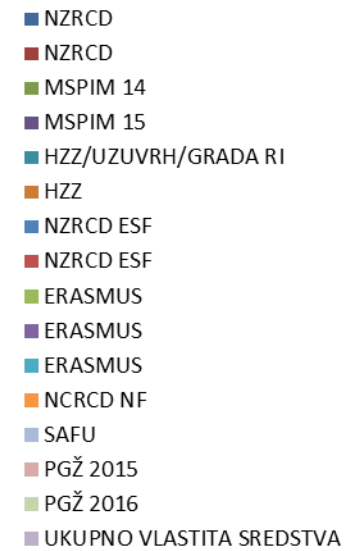 NZRCD
NZRCD
MSPIM 14
MSPIM 15
HZZ/UZUVRH/GRADA RI
HZZ
NZRCD ESF
NZRCD ESF
ERASMUS
ERASMUS
ERASMUS
NCRCD NF
SAFU
PGŽ 2015
PGŽ 2016
UKUPNO VLASTITA SREDSTVA